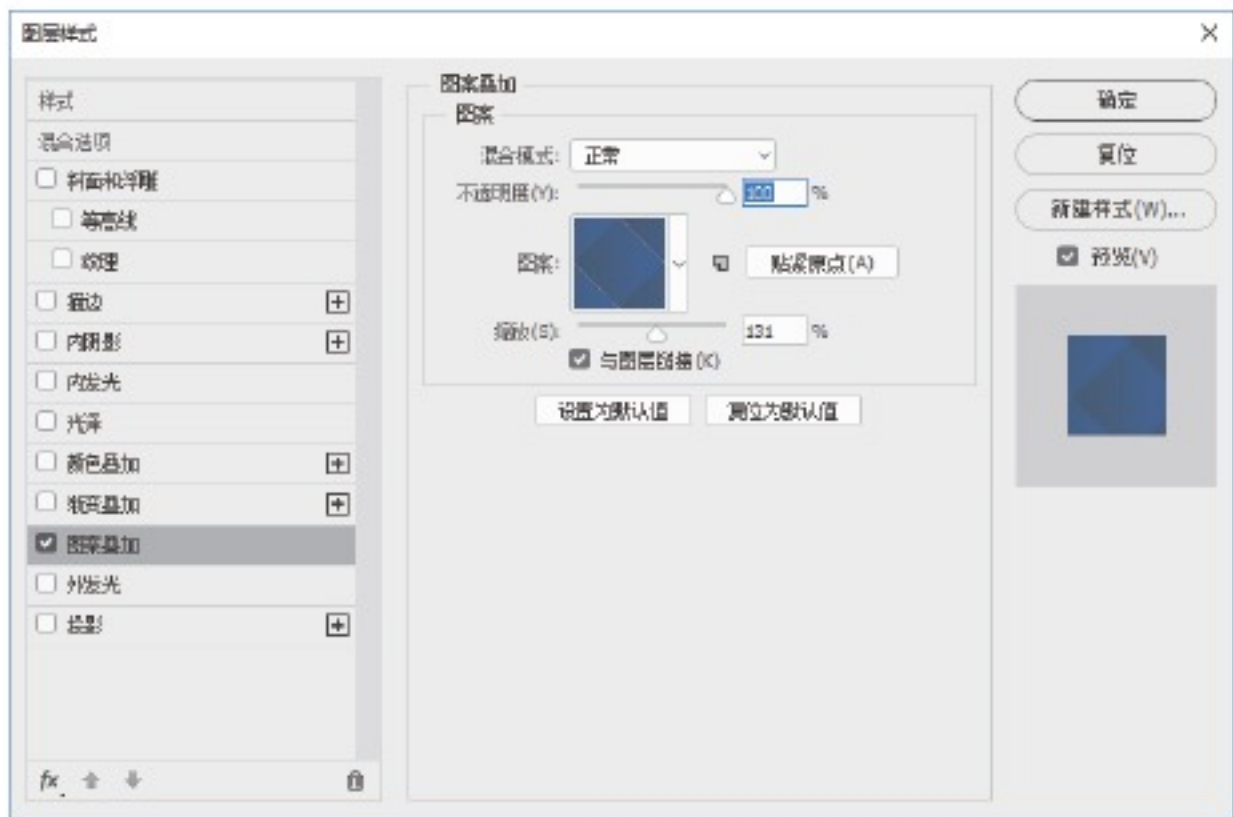 图层样式
样式
混合选项
斜面和浮雕
等高线
纹理
描边
内阴影
内发光
光泽
颜色叠加
渐变叠加
图案叠加
外发光
投影
fx
图案叠加
图案
混合模式: 正常
不透明度(Y): 100 %
图案:
贴紧原点(A)
缩放(S): 131 %
与图层链接(K)
设置为默认值 复位为默认值
确定
复位
新建样式(W)...
预览(V)